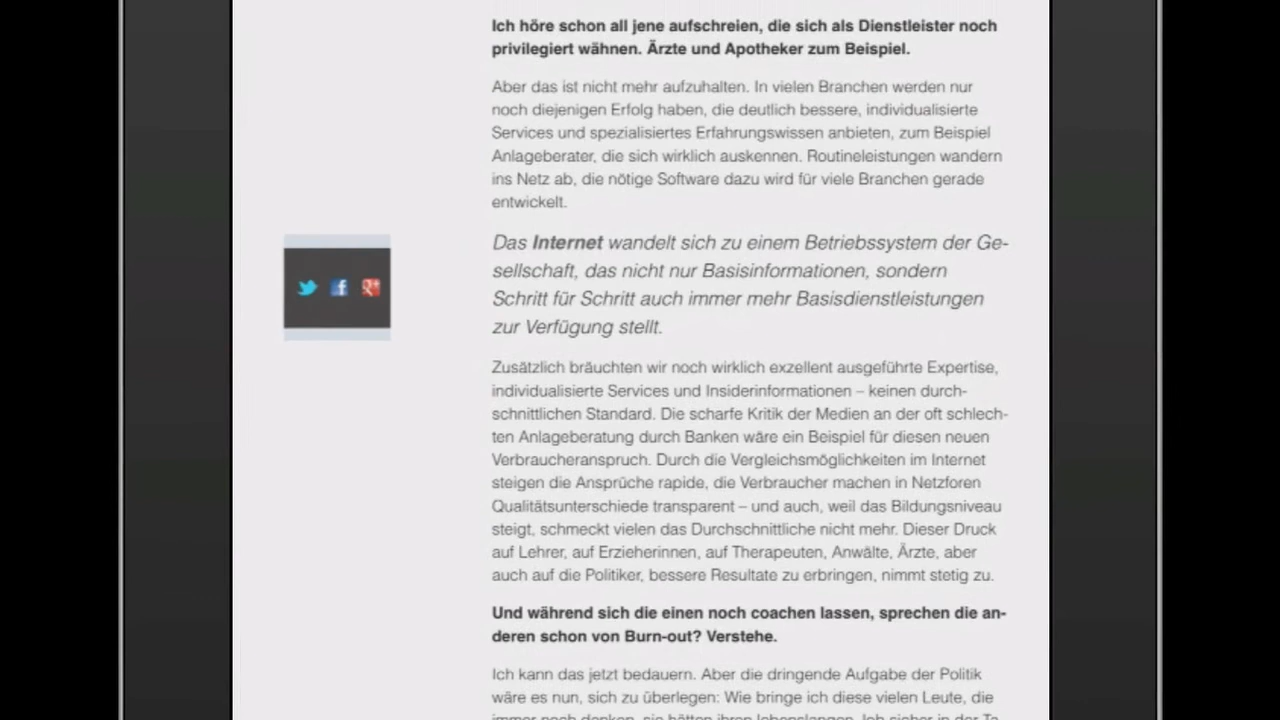 Ich höre schon all jene aufschreien, die sich als Dienstleister noch
privilegiert wähnen. Ärzte und Apotheker zum Beispiel.
Aber das ist nicht mehr aufzuhalten. In vielen Branchen werden nur
noch diejenigen Erfolg haben, die deutlich bessere, individualisierte
Services und spezialisiertes Erfahrungswissen anbieten, zum Beispiel
Anlageberater, die sich wirklich auskennen. Routineleistungen wandern
ins Netz ab, die nötige Software dazu wird für viele Branchen gerade
entwickelt.
Das Internet wandelt sich zu einem Betriebssystem der Ge-
sellschaft, das nicht nur Basisinformationen, sondern
Schritt für Schritt auch immer mehr Basisdienstleistungen
zur Verfügung stellt.
Zusätzlich bräuchten wir noch wirklich exzellent ausgeführte Expertise,
individualisierte Services und Insiderinformationen – keinen durch-
schnittlichen Standard. Die scharfe Kritik der Medien an der oft schlech-
ten Anlageberatung durch Banken wäre ein Beispiel für diesen neuen
Verbraucheranspruch. Durch die Vergleichsmöglichkeiten im Internet
steigen die Ansprüche rapide, die Verbraucher machen in Netzforen
Qualitätsunterschiede transparent – und auch, weil das Bildungsniveau
steigt, schmeckt vielen das Durchschnittliche nicht mehr. Dieser Druck
auf Lehrer, auf Erzieherinnen, auf Therapeuten, Anwälte, Ärzte, aber
auch auf die Politiker, bessere Resultate zu erbringen, nimmt stetig zu.
Und während sich die einen noch coachen lassen, sprechen die an-
deren schon von Burn-out? Verstehe.
Ich kann das jetzt bedauern. Aber die dringende Aufgabe der Politik
wäre es nun, sich zu überlegen: Wie bringe ich diese vielen Leute, die